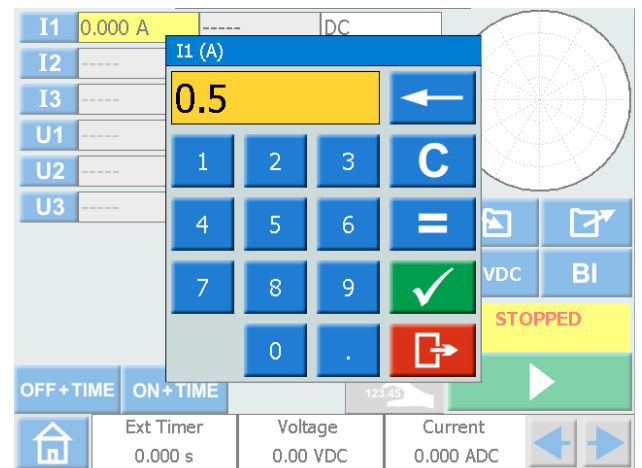 I1 0.000 A ----- DC
I1 (A)
I2 -----
0.5
I3 -----
U1 -----
1 2 3 C
U2 -----
U3 -----
4 5 6 =
7 8 9
VDC BI
STOPPED
0 .
OFF+TIME ON+TIME 123.45
Ext Timer Voltage Current
0.000 s 0.00 VDC 0.000 ADC